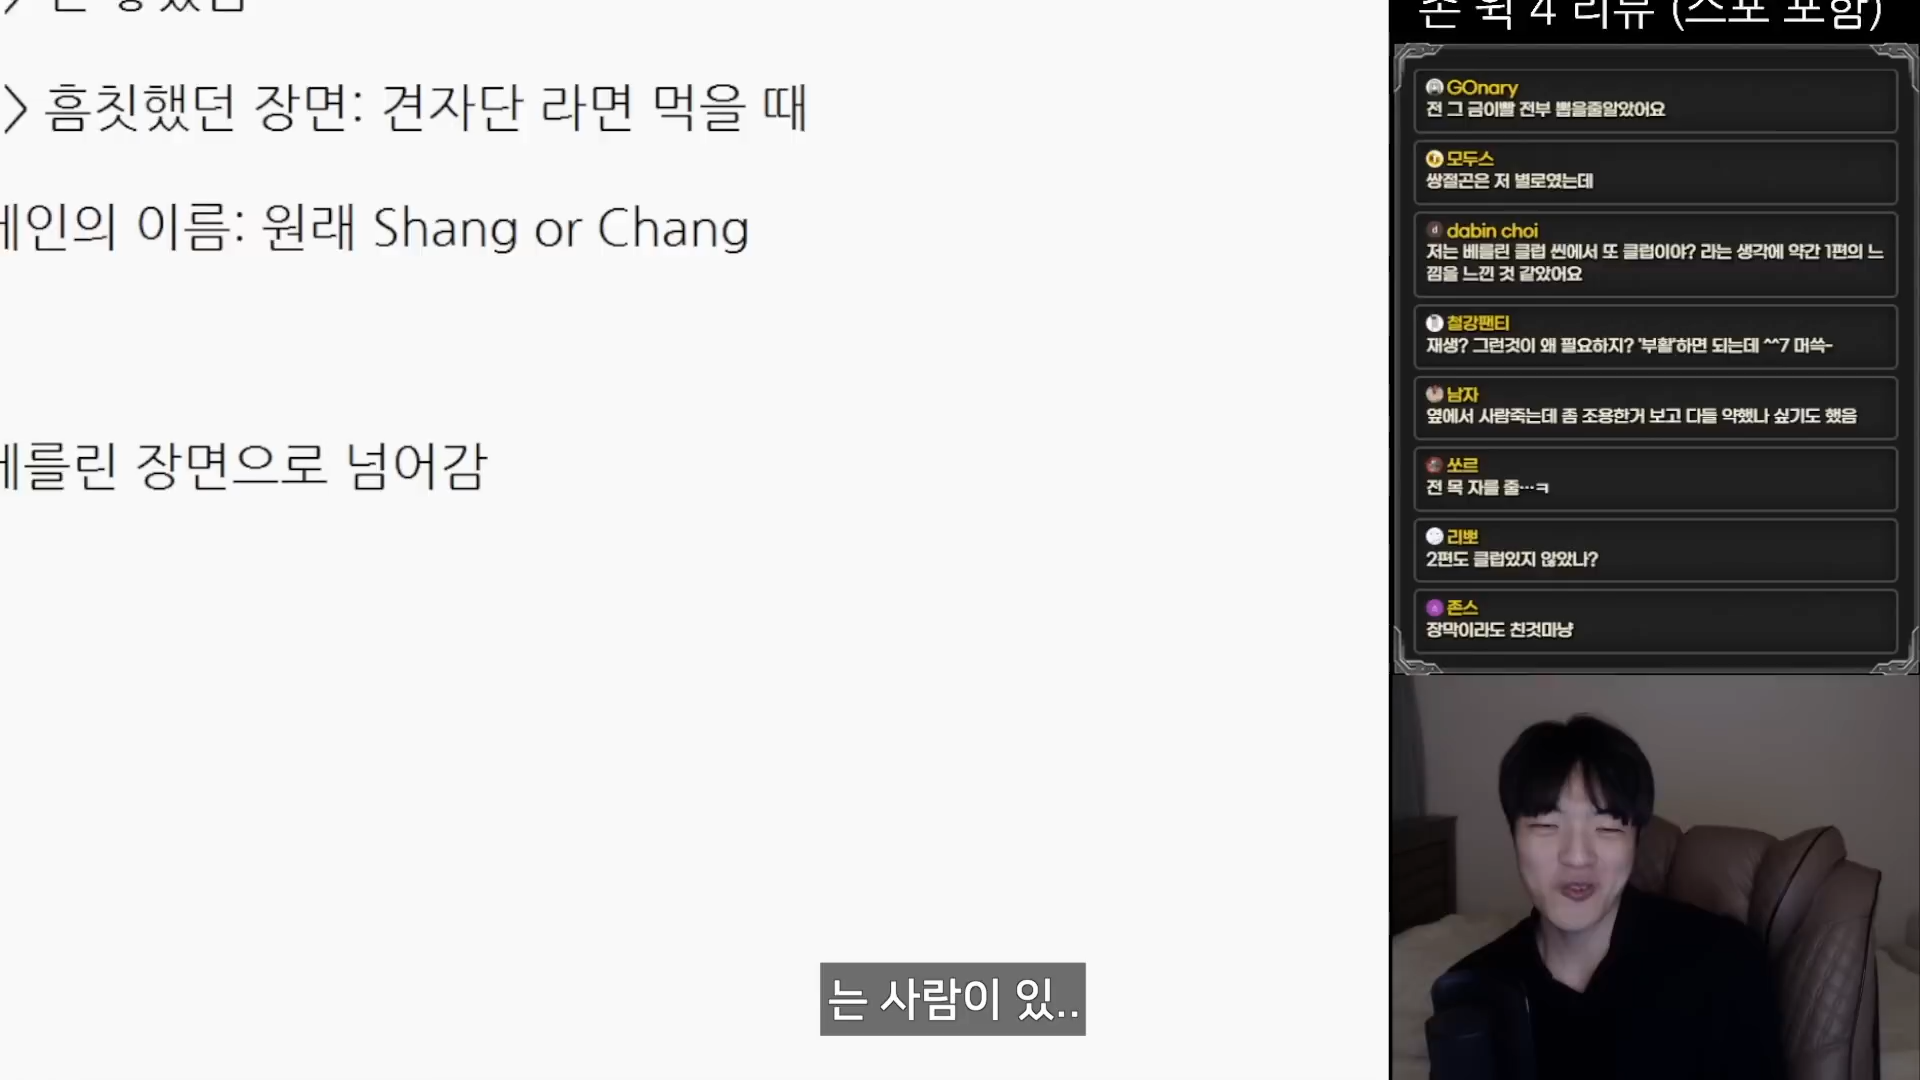 > 흠칫했던 장면: 견자단 라면 먹을 때
케인의 이름: 원래 Shang or Chang
베를린 장면으로 넘어감
는 사람이 있..
존 윅 4 리뷰 (스포 포함)
GOnary
전 그 금이빨 전부 뽑을줄알았어요
모두스
쌍절곤은 저 별로였는데
dabin choi
저는 베를린 클럽 씬에서 또 클럽이야? 라는 생각에 약간 1편의 느
낌을 느낀 것 같았어요
철강팬티
재생? 그런것이 왜 필요하지? '부활'하면 되는데 ^^7 머쓱-
남자
옆에서 사람죽는데 좀 조용한거 보고 다들 약했나 싶기도 했음
쏘르
전 목 자를 줄…ㅋ
리뽀
2편도 클럽있지 않았나?
존스
장막이라도 친것마냥